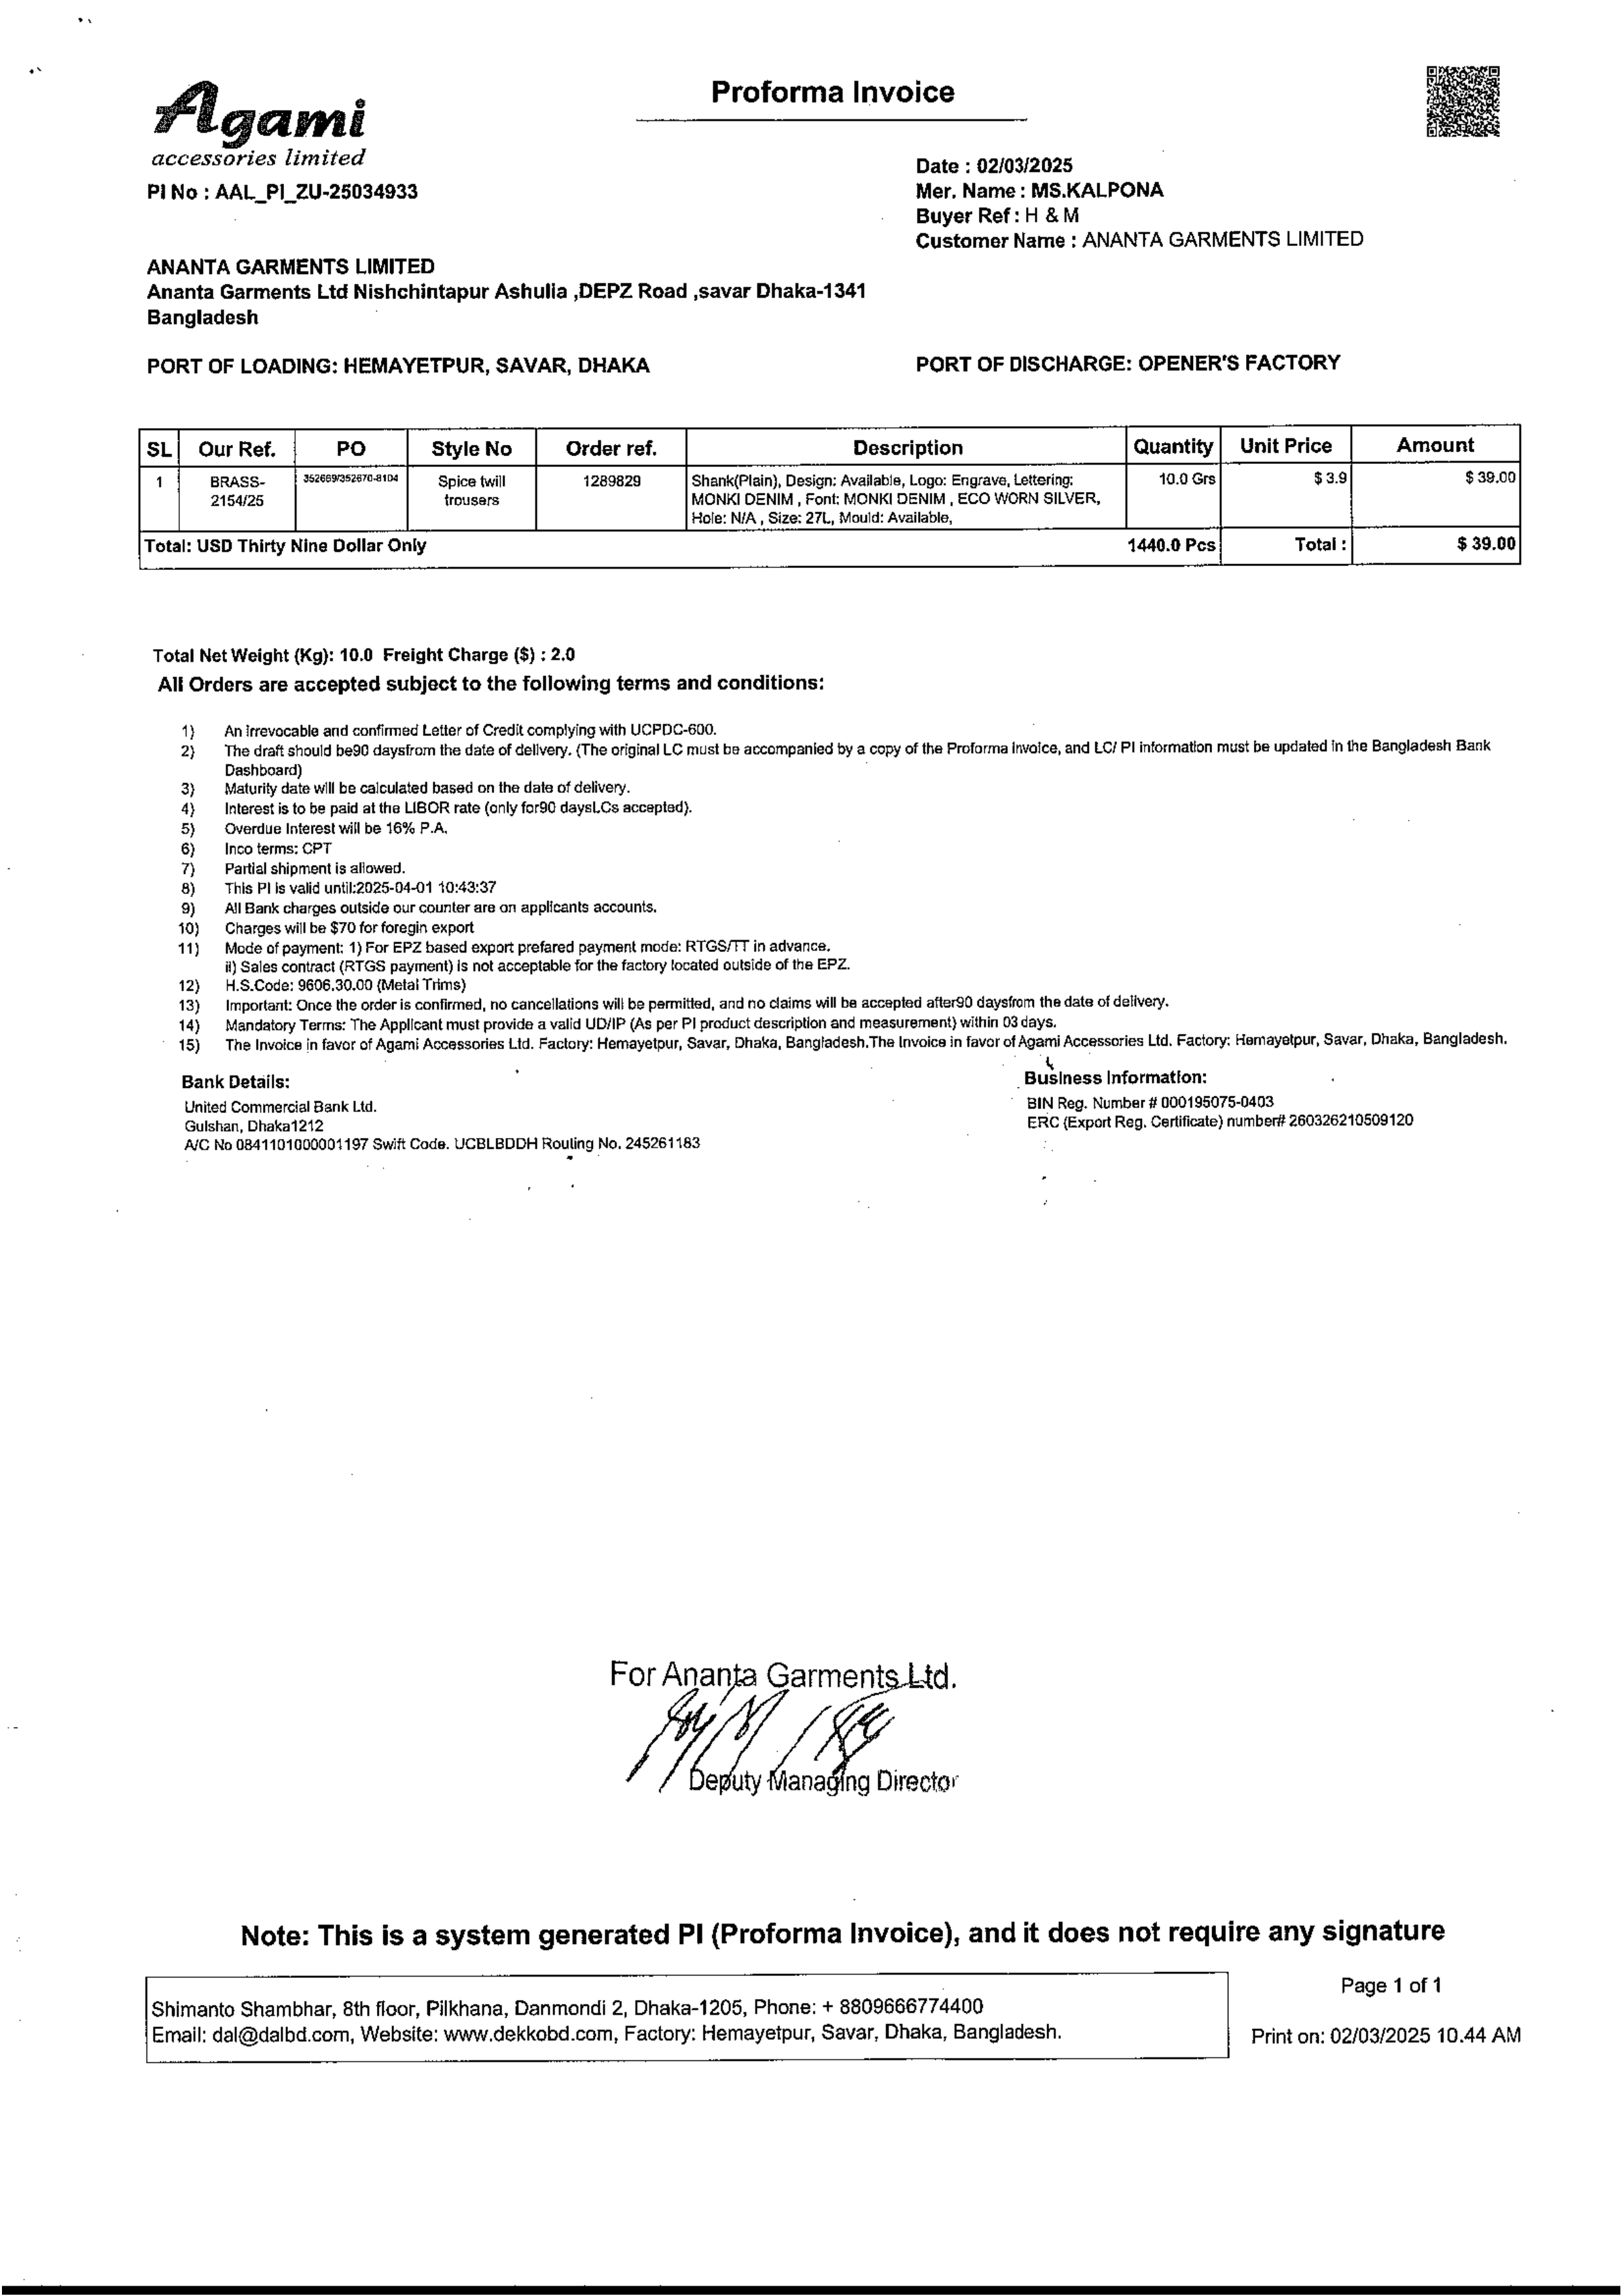 Agami
accessories limited
Proforma Invoice
PI No : AAL_PI_ZU-25034933
Date : 02/03/2025
Mer. Name : MS.KALPONA
Buyer Ref : H & M
Customer Name : ANANTA GARMENTS LIMITED
ANANTA GARMENTS LIMITED
Ananta Garments Ltd Nishchintapur Ashulia ,DEPZ Road ,savar Dhaka-1341
Bangladesh
PORT OF LOADING: HEMAYETPUR, SAVAR, DHAKA PORT OF DISCHARGE: OPENER'S FACTORY
SL Our Ref. PO Style No Order ref. Description Quantity Unit Price Amount
1 BRASS- 352669/352670-8104 Spice twill 1289829 Shank(Plain), Design: Available, Logo: Engrave, Lettering: 10.0 Grs $ 3.9 $ 39.00
2154/25 trousers MONKI DENIM , Font: MONKI DENIM , ECO WORN SILVER,
Hole: N/A , Size: 27L, Mould: Available,
Total: USD Thirty Nine Dollar Only 1440.0 Pcs Total : $ 39.00
Total Net Weight (Kg): 10.0 Freight Charge ($) : 2.0
All Orders are accepted subject to the following terms and conditions:
1) An irrevocable and confirmed Letter of Credit complying with UCPDC-600.
2) The draft should be90 daysfrom the date of delivery. (The original LC must be accompanied by a copy of the Proforma Invoice, and LC/ PI information must be updated in the Bangladesh Bank
Dashboard)
3) Maturity date will be calculated based on the date of delivery.
4) Interest is to be paid at the LIBOR rate (only for90 daysLCs accepted).
5) Overdue Interest will be 16% P.A.
6) Inco terms: CPT
7) Partial shipment is allowed.
8) This PI is valid until:2025-04-01 10:43:37
9) All Bank charges outside our counter are on applicants accounts.
10) Charges will be $70 for foregin export
11) Mode of payment: 1) For EPZ based export prefared payment mode: RTGS/TT in advance.
ii) Sales contract (RTGS payment) is not acceptable for the factory located outside of the EPZ.
12) H.S.Code: 9606.30.00 (Metal Trims)
13) Important: Once the order is confirmed, no cancellations will be permitted, and no claims will be accepted after90 daysfrom the date of delivery.
14) Mandatory Terms: The Applicant must provide a valid UD/IP (As per PI product description and measurement) within 03 days.
15) The Invoice in favor of Agami Accessories Ltd. Factory: Hemayetpur, Savar, Dhaka, Bangladesh.The Invoice in favor of Agami Accessories Ltd. Factory: Hemayetpur, Savar, Dhaka, Bangladesh.
Bank Details:
United Commercial Bank Ltd.
Gulshan, Dhaka1212
A/C No 0841101000001197 Swift Code. UCBLBDDH Routing No. 245261183
Business Information:
BIN Reg. Number # 000195075-0403
ERC (Export Reg. Certificate) number# 260326210509120
For Ananta Garments Ltd.
Deputy Managing Director
Note: This is a system generated PI (Proforma Invoice), and it does not require any signature
Shimanto Shambhar, 8th floor, Pilkhana, Danmondi 2, Dhaka-1205, Phone: + 8809666774400
Email: dal@dalbd.com, Website: www.dekkobd.com, Factory: Hemayetpur, Savar, Dhaka, Bangladesh.
Page 1 of 1
Print on: 02/03/2025 10.44 AM